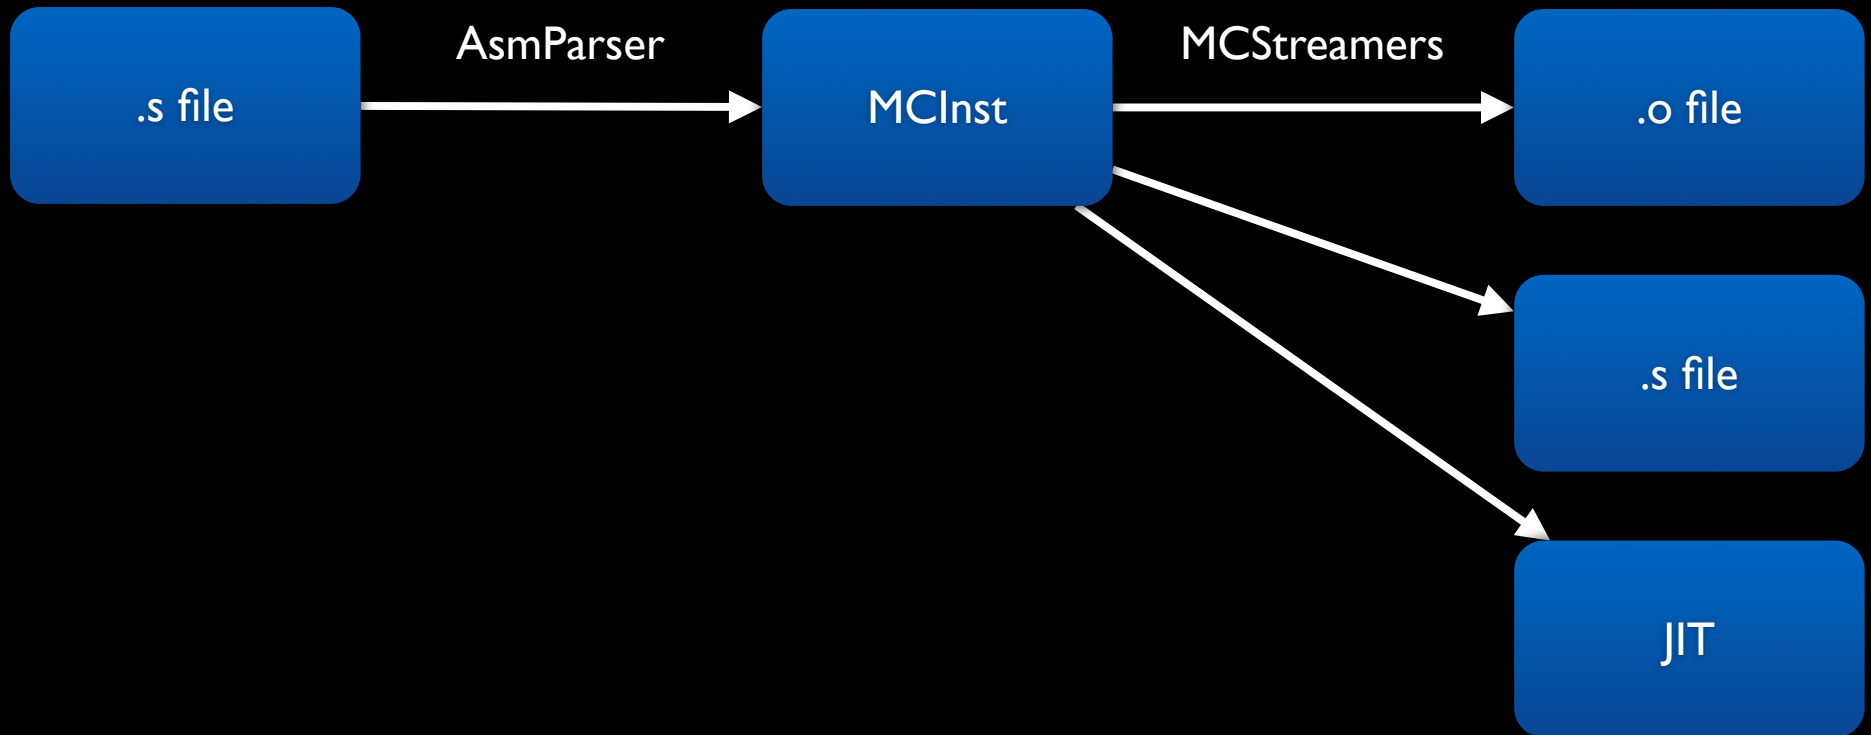 .s file
AsmParser
MCInst
MCStreamers
.o file
.s file
JIT